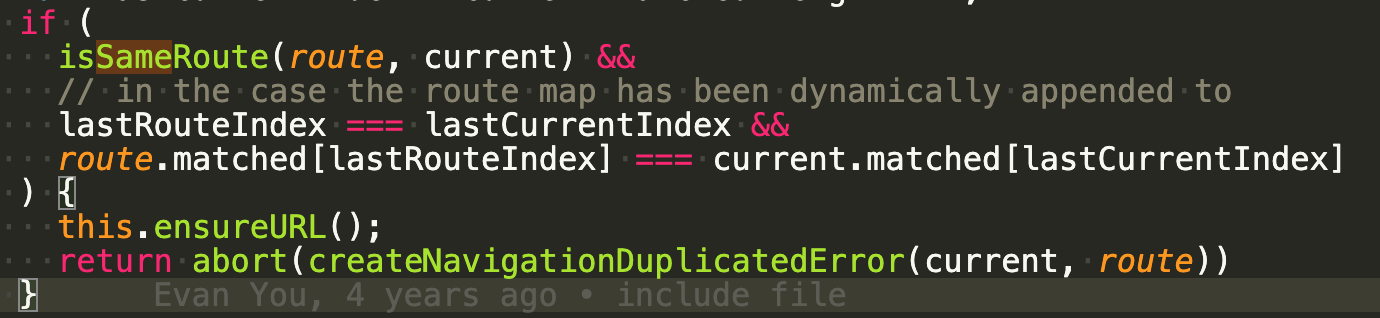 if (
isSameRoute(route, current) &&
// in the case the route map has been dynamically appended to
lastRouteIndex === lastCurrentIndex &&
route.matched[lastRouteIndex] === current.matched[lastCurrentIndex]
) {
this.ensureURL();
return abort(createNavigationDuplicatedError(current, route))
} Evan You, 4 years ago • include file